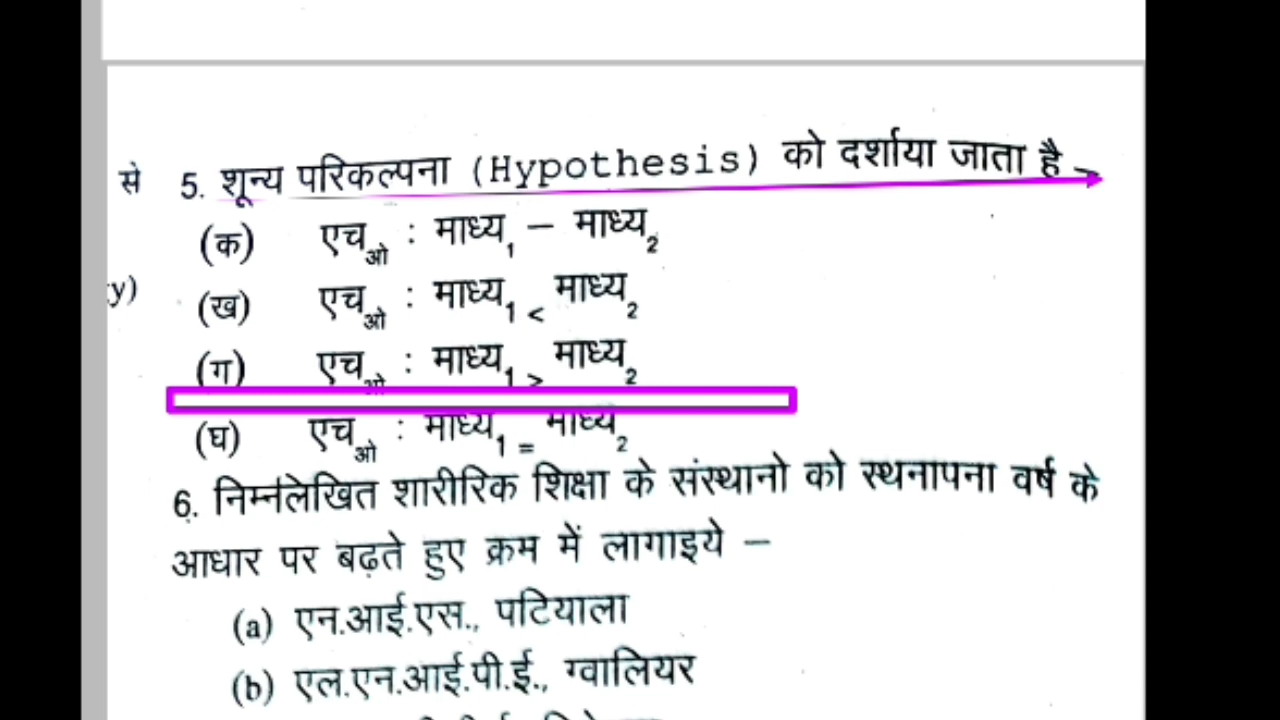 से 5. शून्य परिकल्पना (Hypothesis) को दर्शाया जाता है –
(क) एचओ : माध्य1 – माध्य2
y) (ख) एचओ : माध्य1 < माध्य2
(ग) एचओ : माध्य1 > माध्य2
(घ) एचओ : माध्य1 = माध्य2
6. निम्नलेखित शारीरिक शिक्षा के संस्थानो को स्थनापना वर्ष के
आधार पर बढ़ते हुए क्रम में लागाइये –
(a) एन.आई.एस., पटियाला
(b) एल.एन.आई.पी.ई., ग्वालियर